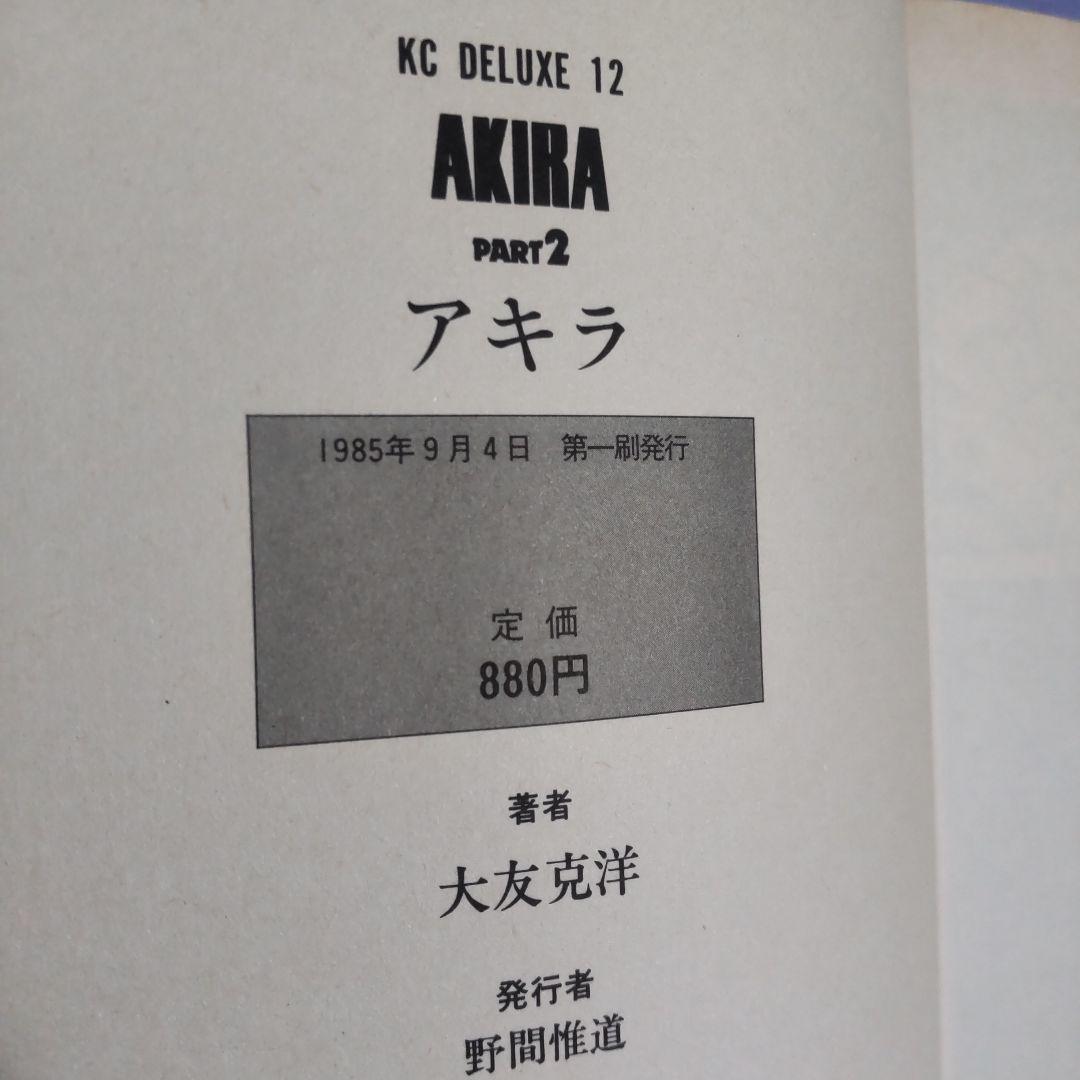 KC DELUXE 12
AKIRA
PART2
アキラ
1985年9月4日 第一刷発行
定価
880円
著者
大友克洋
発行者
野間惟道